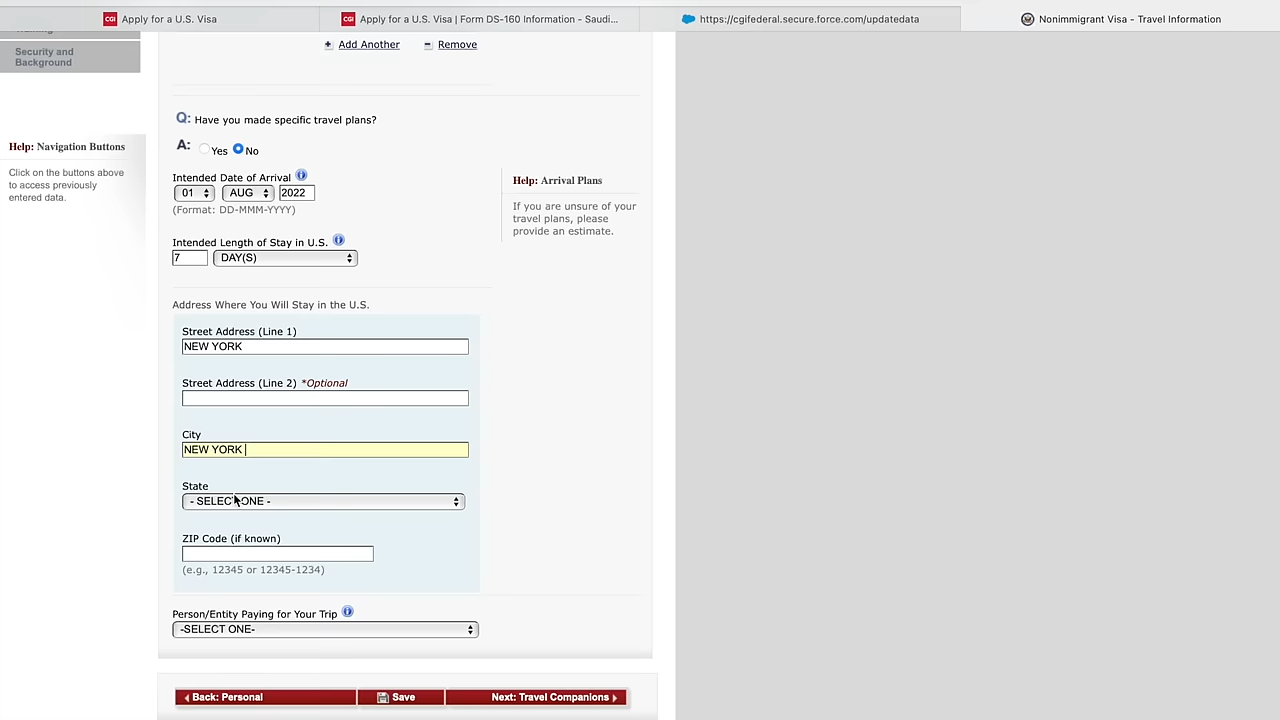 Apply for a U.S. Visa
Apply for a U.S. Visa | Form DS-160 Information - Saudi...
https://cgifederal.secure.force.com/updatedata
Nonimmigrant Visa - Travel Information
Security and
Background
Add Another
Remove
Q: Have you made specific travel plans?
A: Yes No
Help: Navigation Buttons
Click on the buttons above
to access previously
entered data.
Intended Date of Arrival
01 AUG 2022
(Format: DD-MMM-YYYY)
Help: Arrival Plans
If you are unsure of your
travel plans, please
provide an estimate.
Intended Length of Stay in U.S.
7 DAY(S)
Address Where You Will Stay in the U.S.
Street Address (Line 1)
NEW YORK
Street Address (Line 2) *Optional
City
NEW YORK
State
- SELECT ONE -
ZIP Code (if known)
(e.g., 12345 or 12345-1234)
Person/Entity Paying for Your Trip
-SELECT ONE-
Back: Personal
Save
Next: Travel Companions